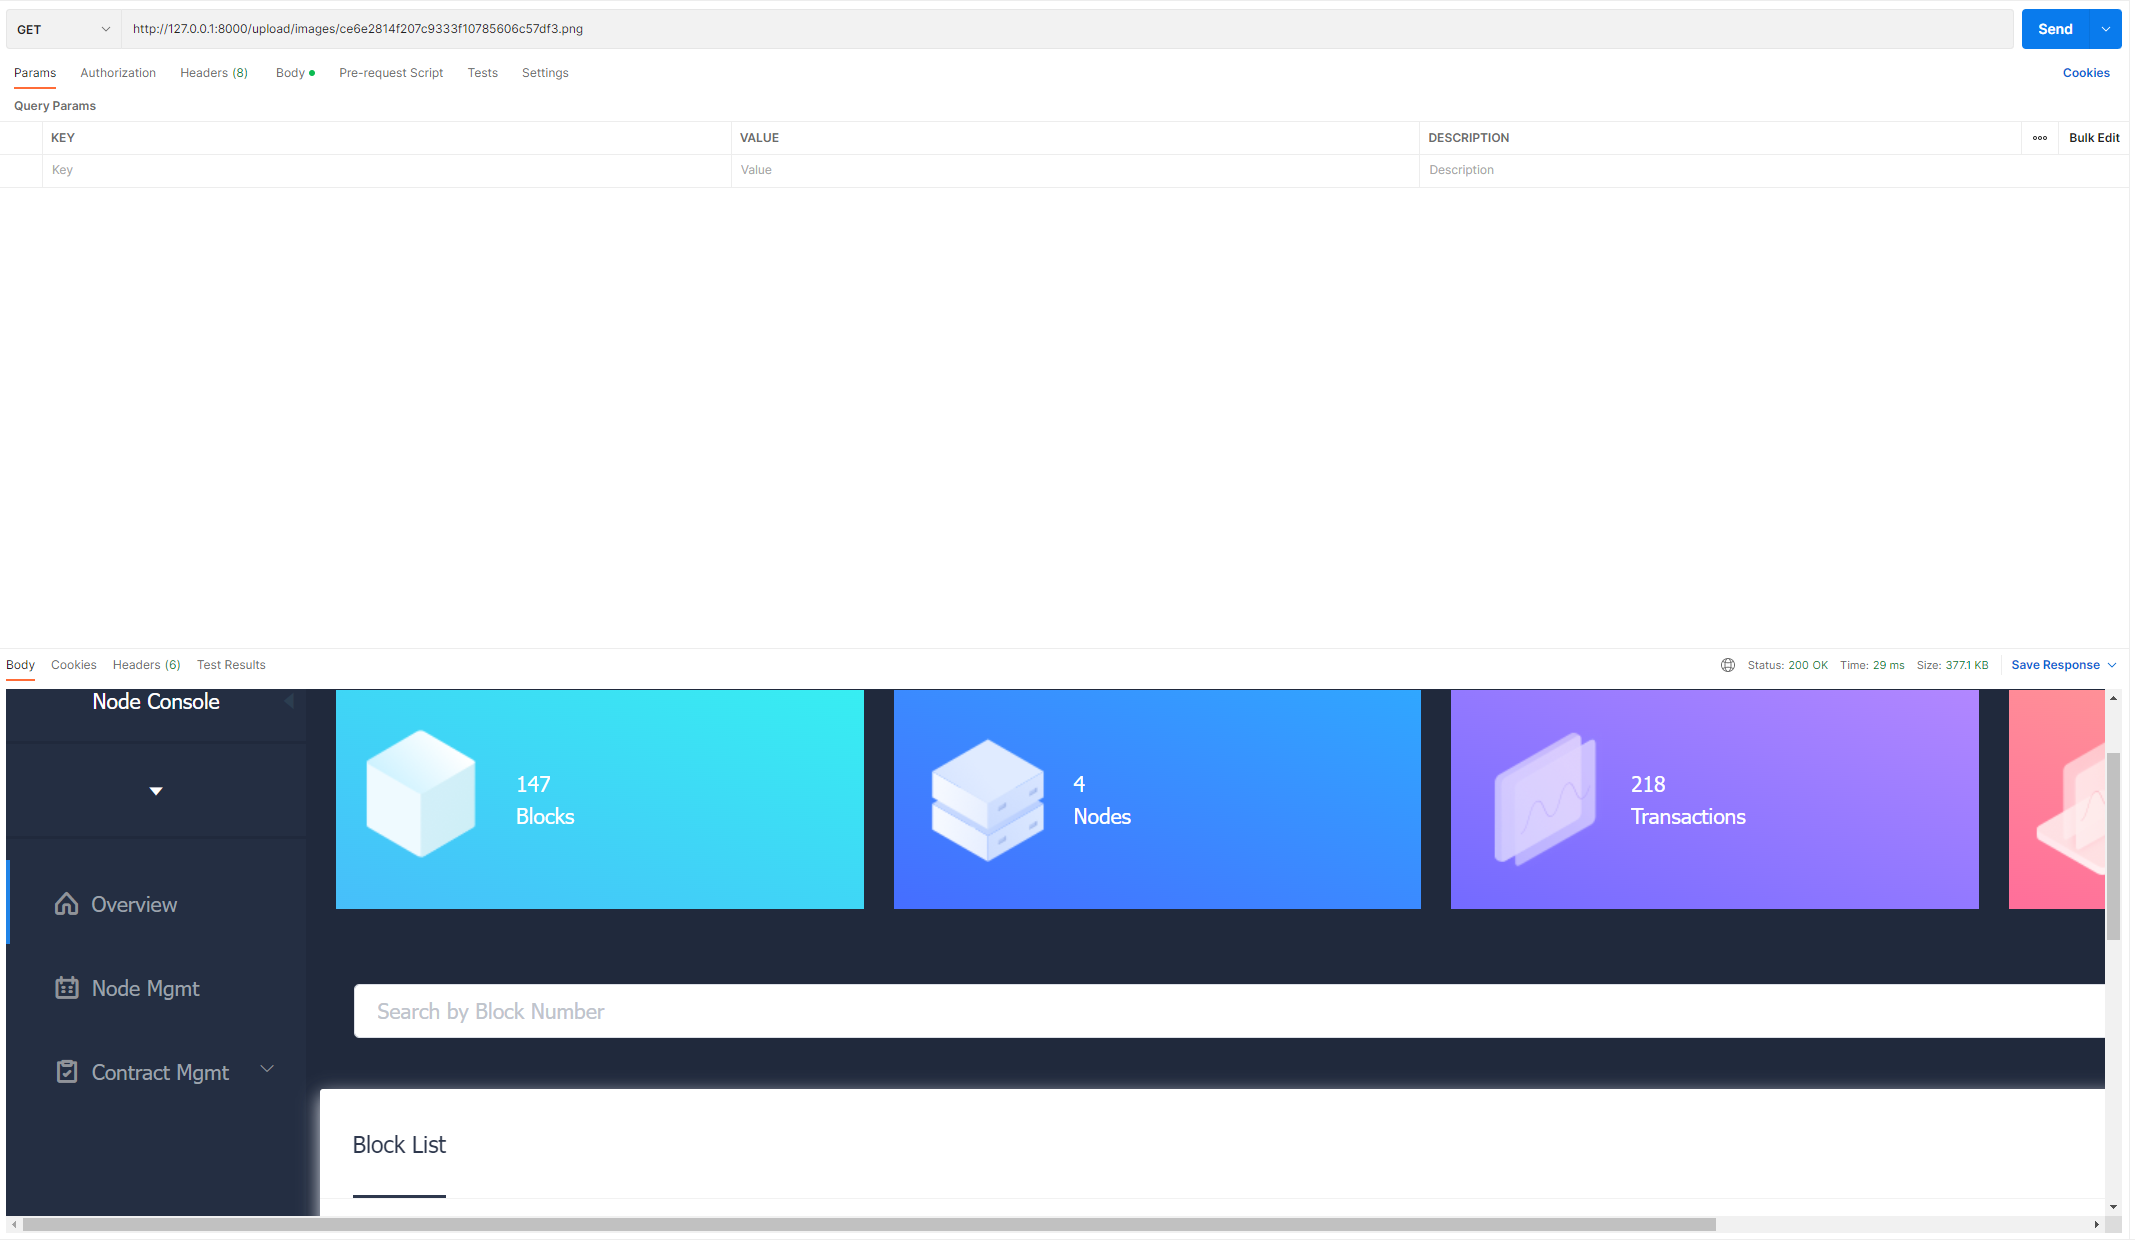 GET http://127.0.0.1:8000/upload/images/ce6e2814f207c9333f10785606c57df3.png Send
Params Authorization Headers (8) Body Pre-request Script Tests Settings Cookies
Query Params
KEY VALUE DESCRIPTION Bulk Edit
Key Value Description
Body Cookies Headers (6) Test Results Status: 200 OK Time: 29 ms Size: 377.1 KB Save Response
Node Console
147
Blocks
4
Nodes
218
Transactions
Overview
Node Mgmt
Contract Mgmt
Search by Block Number
Block List